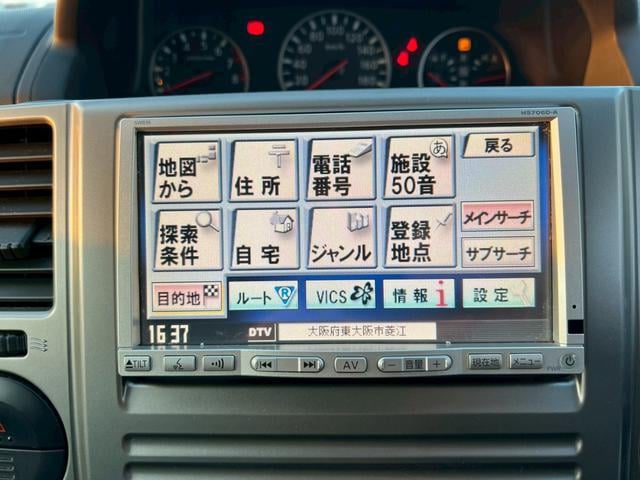 HS706D-A
地図から
住所
電話番号
施設50音
あ
戻る
探索条件
自宅
ジャンル
登録地点
メインサーチ
サブサーチ
目的地
ルート
R
VICS
情報
i
設定
16:37
DTV
大阪府東大阪市菱江
▲TILT
AV
− 音量 +
現在地
メニュー
PWR